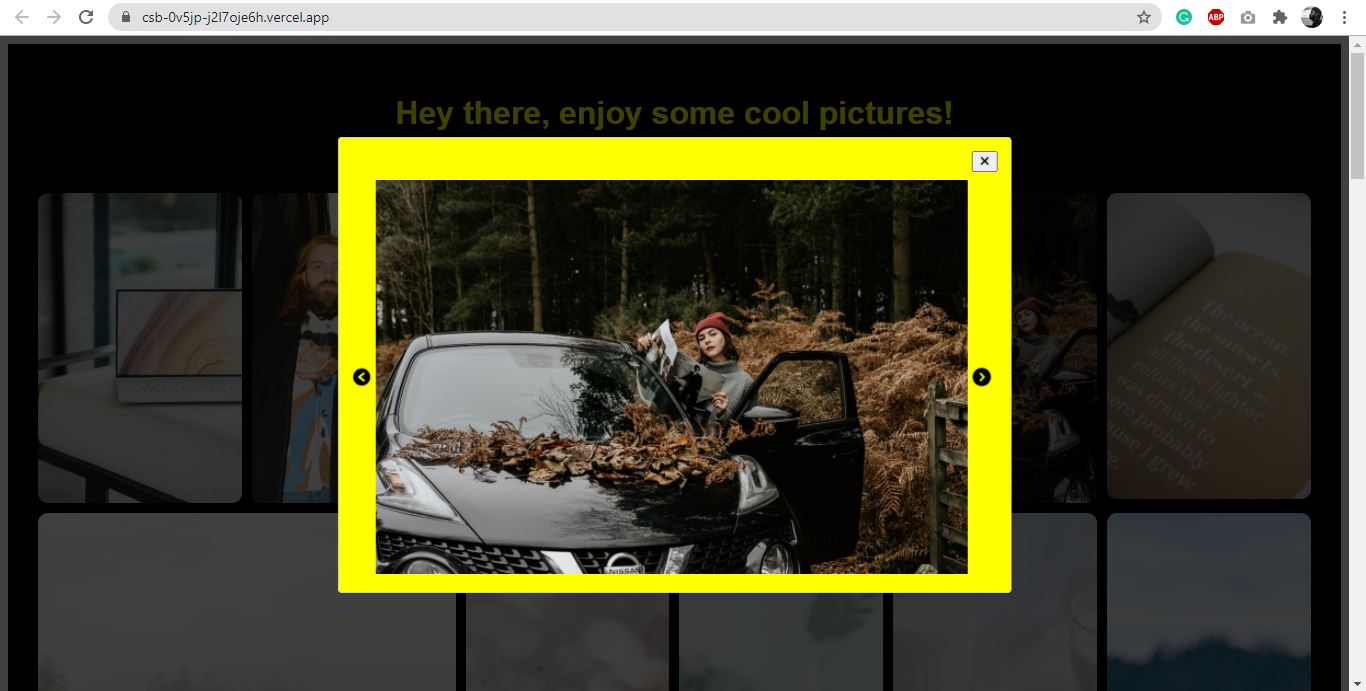 csb-0v5jp-j2l7oje6h.vercel.app
ABP
Hey there, enjoy some cool pictures!
NISSAN
The ocean,
the sunsets,
the desert...
all these lighter
colors that I
was drawn to
were probably
because I grew